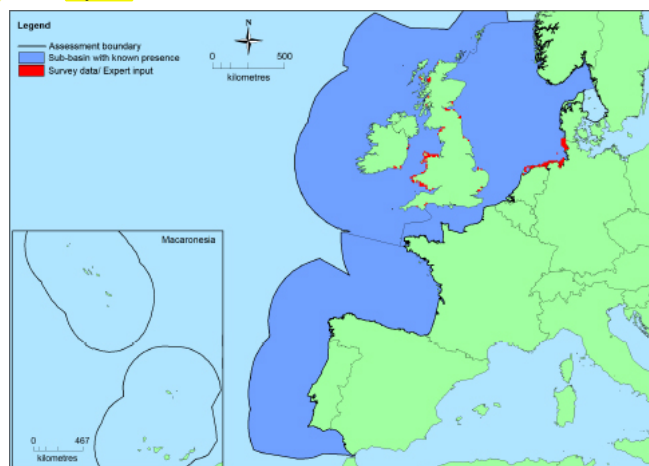 Legend
Assessment boundary
Sub-basin with known presence
Survey data/ Expert input
N
0 500
kilometres
Macaronesia
0 467
kilometres